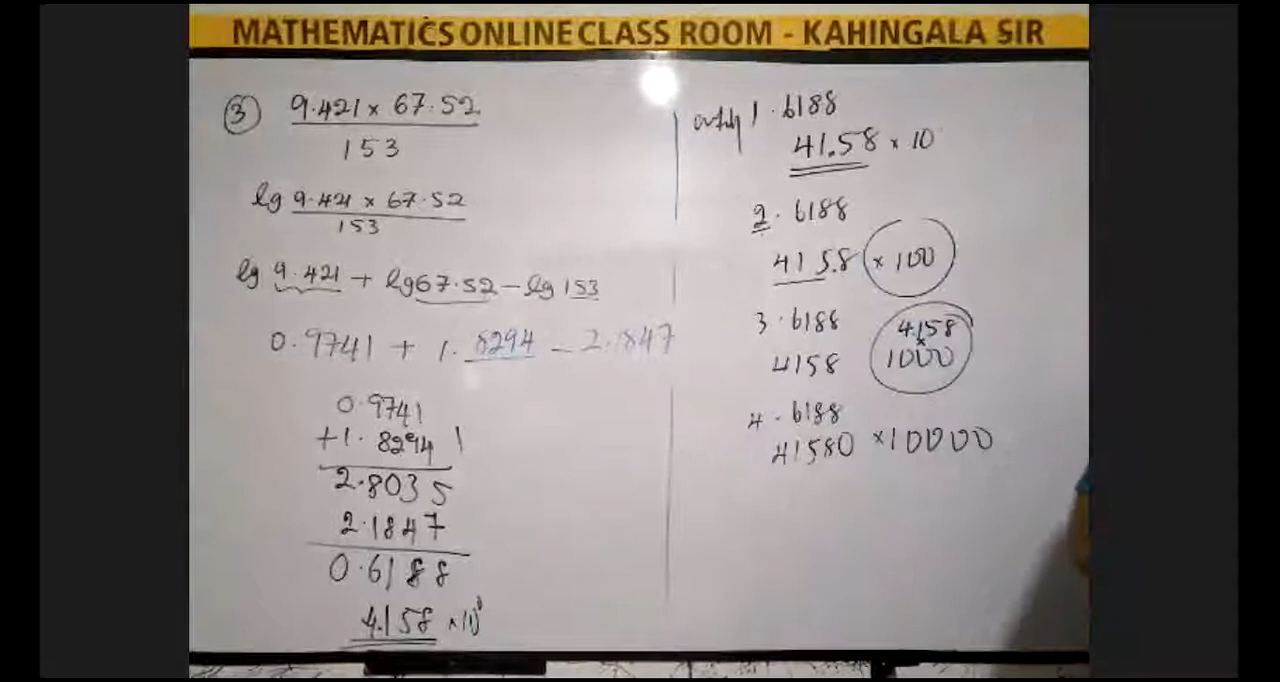 MATHEMATICS ONLINE CLASS ROOM - KAHINGALA SIR
③ 9.421 × 67.52
153
lg 9.421 × 67.52
153
lg 9.421 + lg 67.52 - lg 153
0.9741 + 1.8294 - 2.1847
0.9741
+1.8294 1
2.8035
2.1847
0.6188
4.158 × 10⁰
1.6188
41.58 × 10
2.6188
415.8 × 100
3.6188
4158
4.158
×
1000
4.6188
41580 × 10000